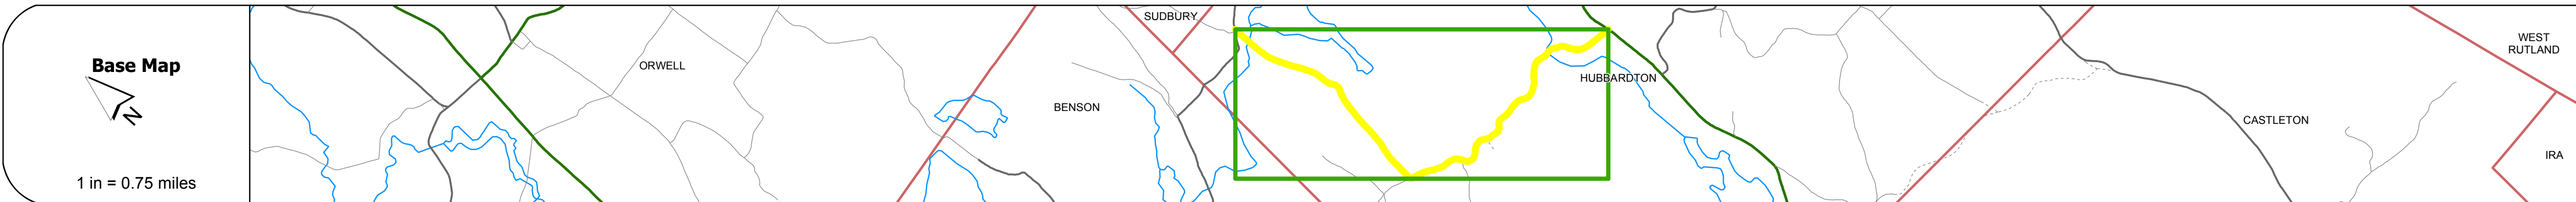 Base Map
N
1 in = 0.75 miles
ORWELL
BENSON
SUDBURY
HUBBARDTON
CASTLETON
WEST
RUTLAND
IRA